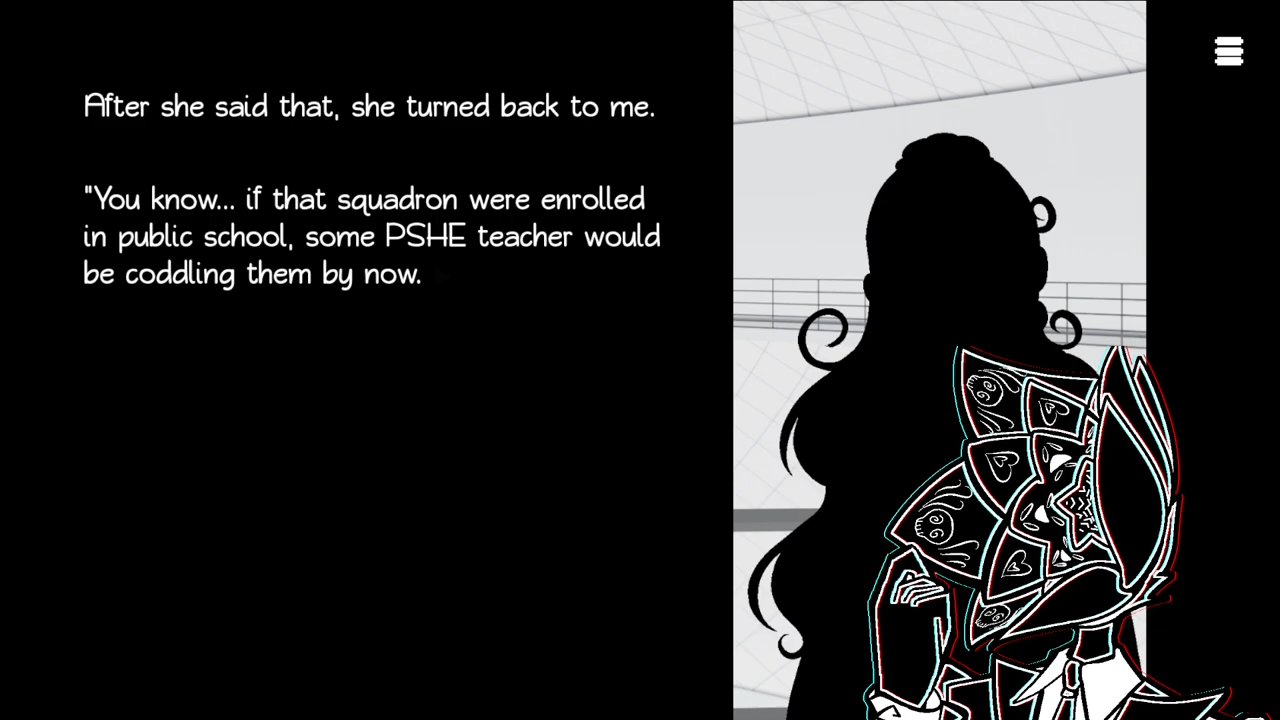 After she said that, she turned back to me.
"You know... if that squadron were enrolled
in public school, some PSHE teacher would
be coddling them by now.